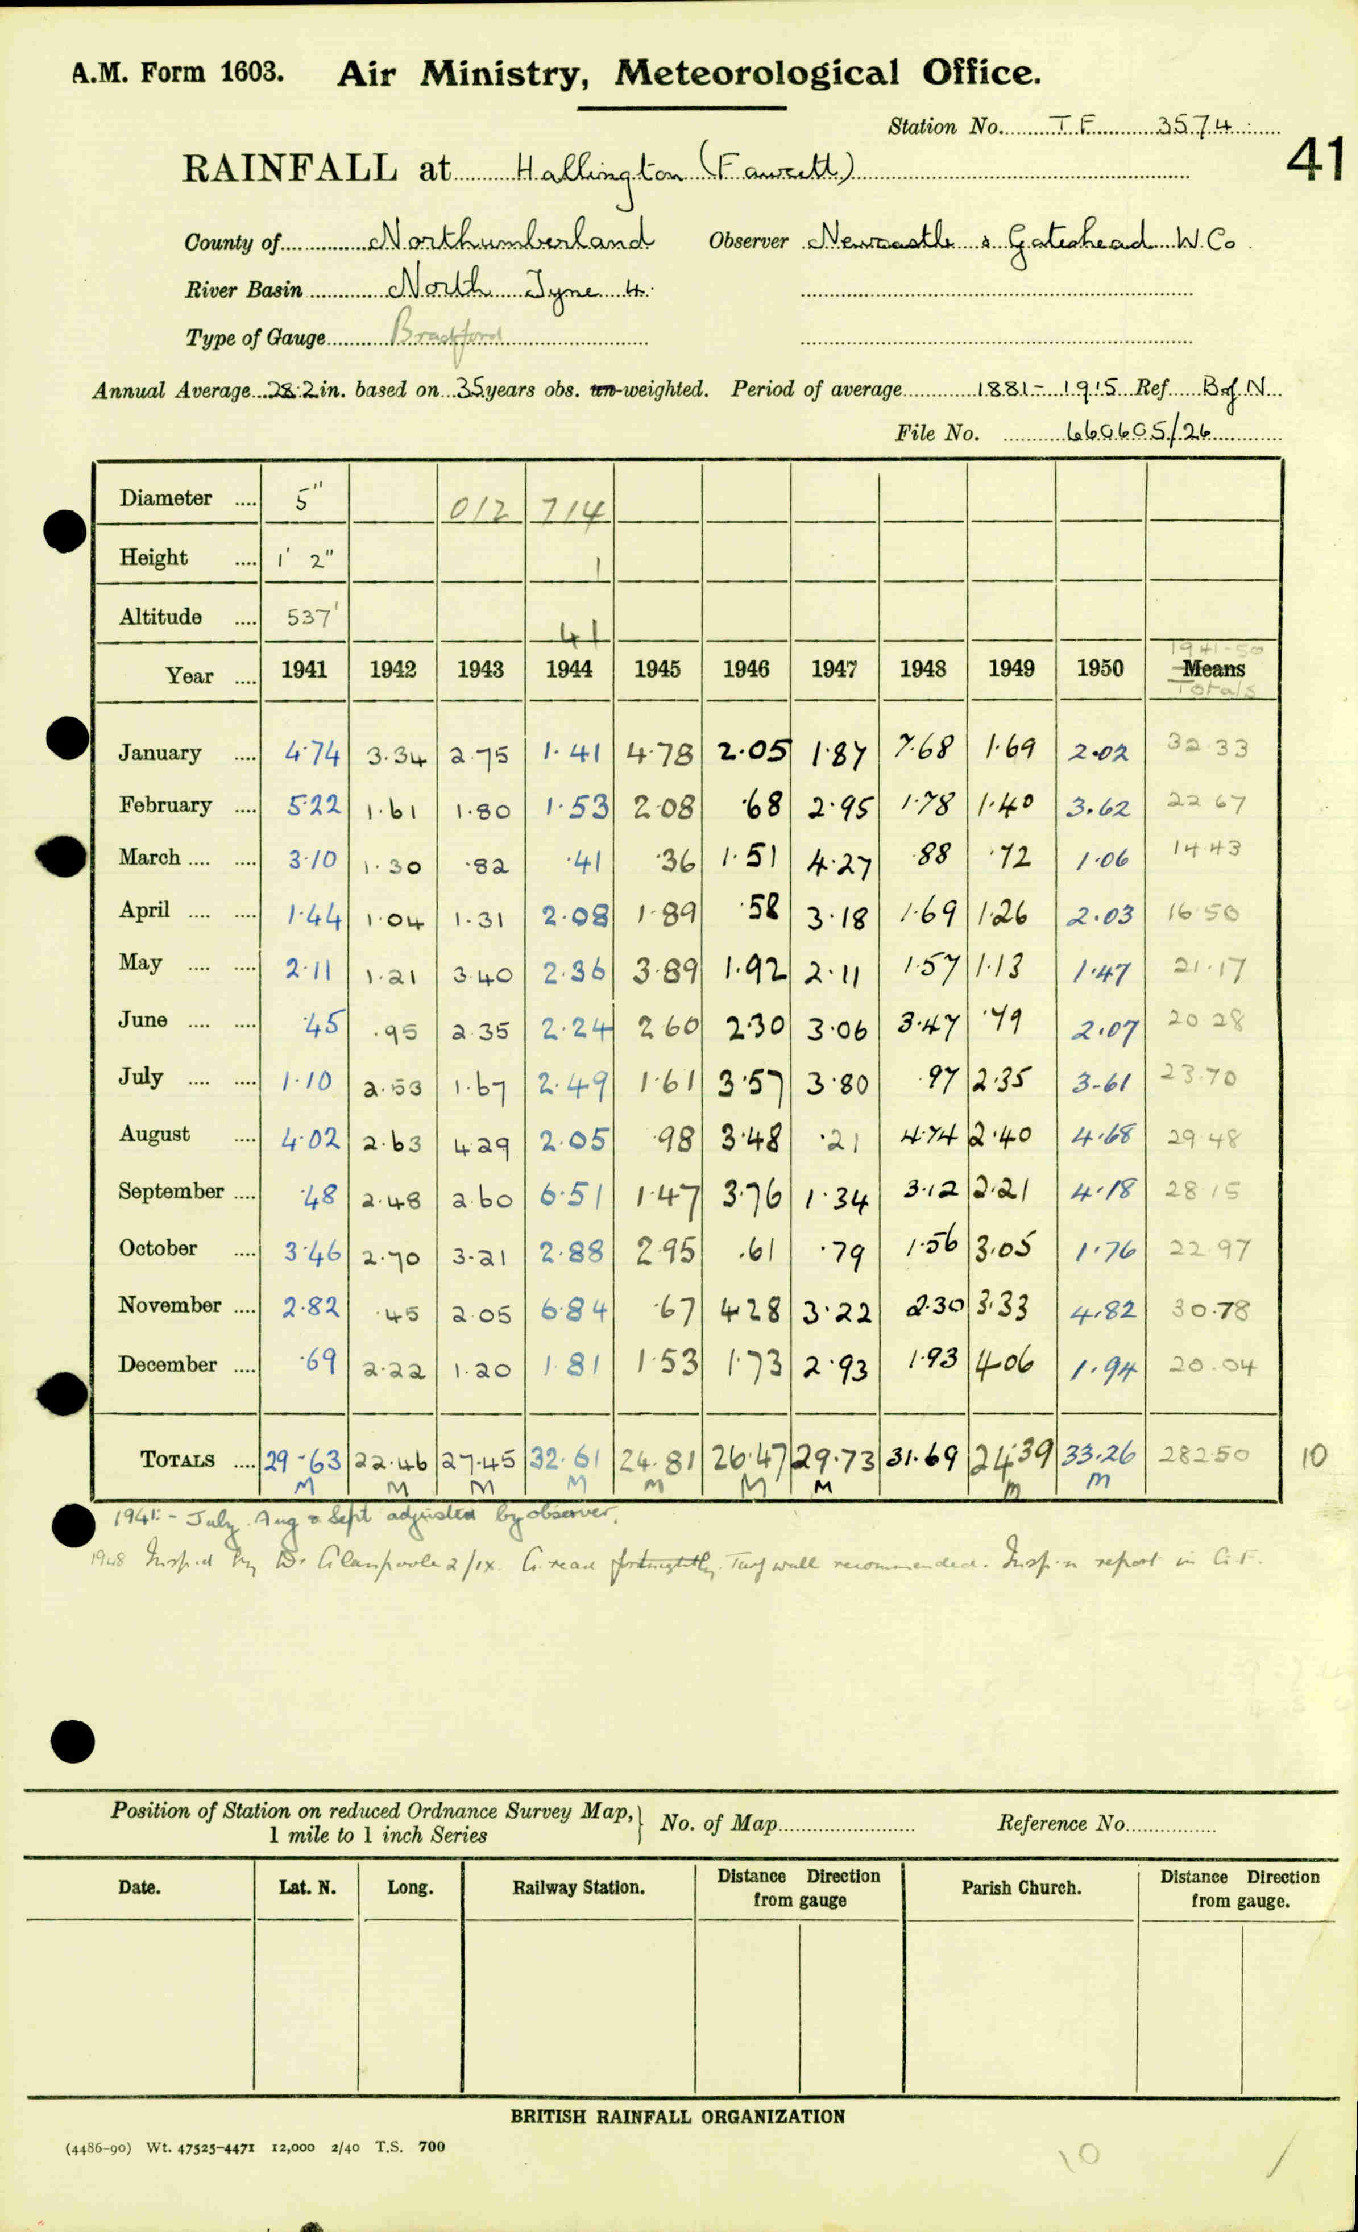 A.M. Form 1603. Air Ministry, Meteorological Office.
Station No. TF 3574
41
RAINFALL at Hallington (Fawcett)
County of Northumberland Observer Newcastle & Gateshead W. Co
River Basin North Tyne 4.
Type of Gauge Bradford
Annual Average 28.2 in. based on 35 years obs. un-weighted. Period of average 1881-1915 Ref B of N
File No. 660605/26
Diameter .... 5" 012 714
Height .... 1' 2" 1
Altitude .... 537' 41
1941-50
Year .... 1941 1942 1943 1944 1945 1946 1947 1948 1949 1950 Means
Totals
January .... 4.74 3.34 2.75 1.41 4.78 2.05 1.87 7.68 1.69 2.02 32.33
February .... 5.22 1.61 1.80 1.53 2.08 .68 2.95 1.78 1.40 3.62 22 67
March .... .... 3.10 1.30 .82 .41 .36 1.51 4.27 .88 .72 1.06 14.43
April .... .... 1.44 1.04 1.31 2.08 1.89 .58 3.18 1.69 1.26 2.03 16.50
May .... .... 2.11 1.21 3.40 2.36 3.89 1.92 2.11 1.57 1.13 1.47 21.17
June .... .... .45 .95 2.35 2.24 2.60 2.30 3.06 3.47 .79 2.07 20 28
July .... .... 1.10 2.53 1.67 2.49 1.61 3.57 3.80 .97 2.35 3.61 23.70
August .... 4.02 2.63 4.29 2.05 .98 3.48 .21 4.74 2.40 4.68 29.48
September .... .48 2.48 2.60 6.51 1.47 3.76 1.34 3.12 2.21 4.18 28.15
October .... 3.46 2.70 3.21 2.88 2.95 .61 .79 1.56 3.05 1.76 22.97
November .... 2.82 .45 2.05 6.84 .67 4.28 3.22 2.30 3.33 4.82 30.78
December .... .69 2.22 1.20 1.81 1.53 1.73 2.93 1.93 4.06 1.94 20.04
TOTALS .... 29.63 22.46 27.45 32.61 24.81 26.47 29.73 31.69 24.39 33.26 282.50 10
M M M M M M M M M
1941:- July Aug & Sept adjusted by observer.
1948 Insp.d by Dr Glasspoole 2/IX. G. read fortnightly. Turf wall recommended. Insp.n report in G.F.
Position of Station on reduced Ordnance Survey Map, } No. of Map Reference No.
1 mile to 1 inch Series
Date. Lat. N. Long. Railway Station. Distance Direction from gauge Parish Church. Distance Direction from gauge.
BRITISH RAINFALL ORGANIZATION
(4486-90) Wt. 47525-4471 12,000 2/40 T.S. 700
10